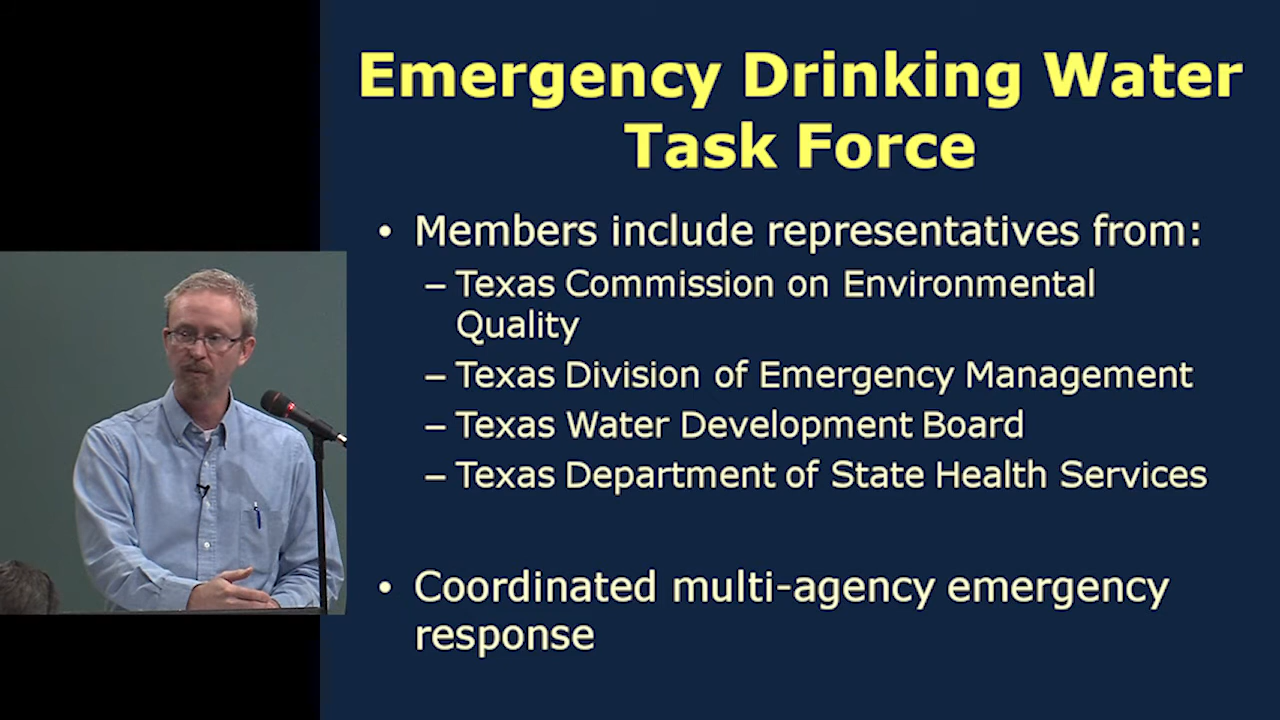 Emergency Drinking Water
Task Force
• Members include representatives from:
– Texas Commission on Environmental
Quality
– Texas Division of Emergency Management
– Texas Water Development Board
– Texas Department of State Health Services
• Coordinated multi-agency emergency
response